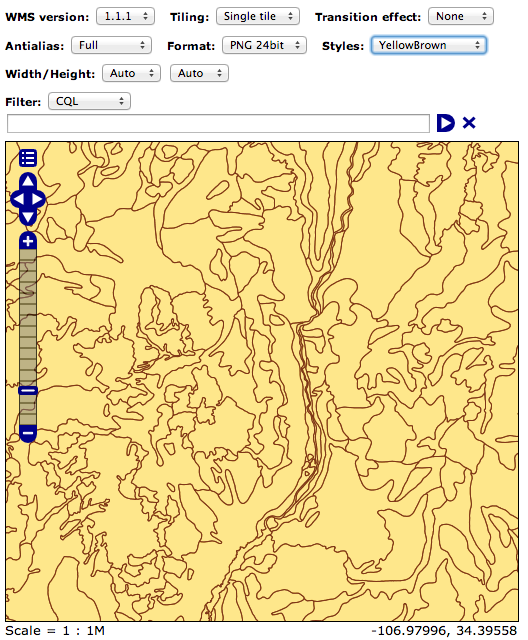 WMS version: 1.1.1 Tiling: Single tile Transition effect: None
Antialias: Full Format: PNG 24bit Styles: YellowBrown
Width/Height: Auto Auto
Filter: CQL
Scale = 1 : 1M -106.97996, 34.39558